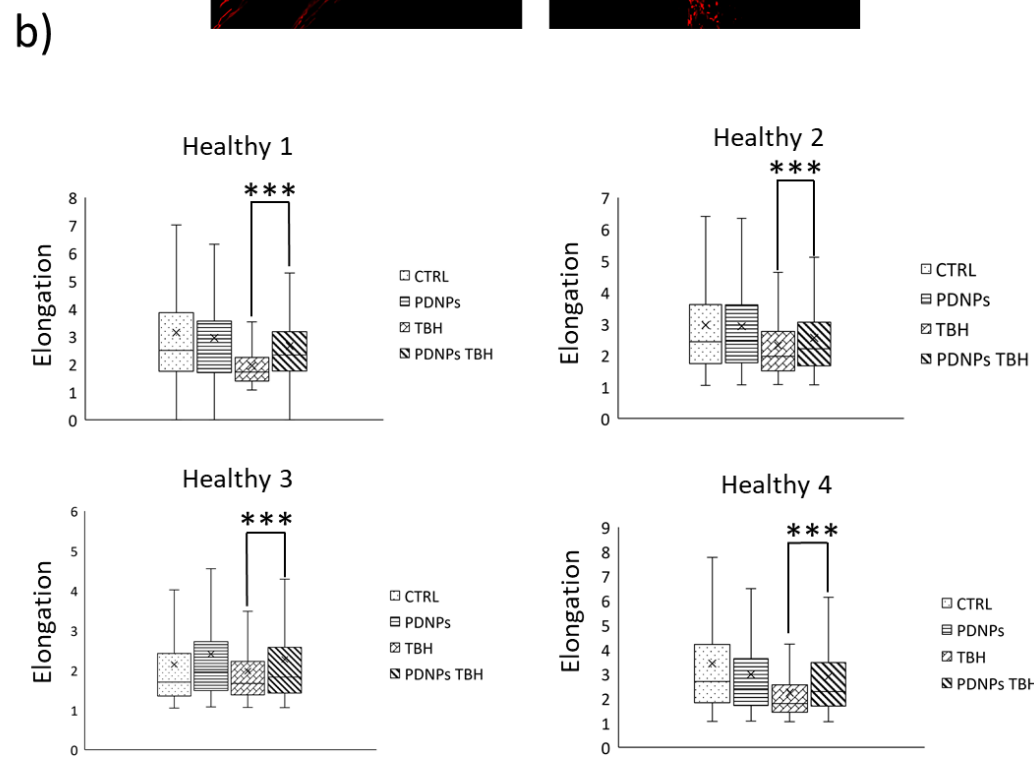 b)
Healthy 1
***
Elongation
8
7
6
5
4
3
2
1
0
CTRL
PDNPs
TBH
PDNPs TBH
Healthy 2
***
Elongation
7
6
5
4
3
2
1
0
CTRL
PDNPs
TBH
PDNPs TBH
Healthy 3
***
Elongation
6
5
4
3
2
1
0
CTRL
PDNPs
TBH
PDNPs TBH
Healthy 4
***
Elongation
9
8
7
6
5
4
3
2
1
0
CTRL
PDNPs
TBH
PDNPs TBH